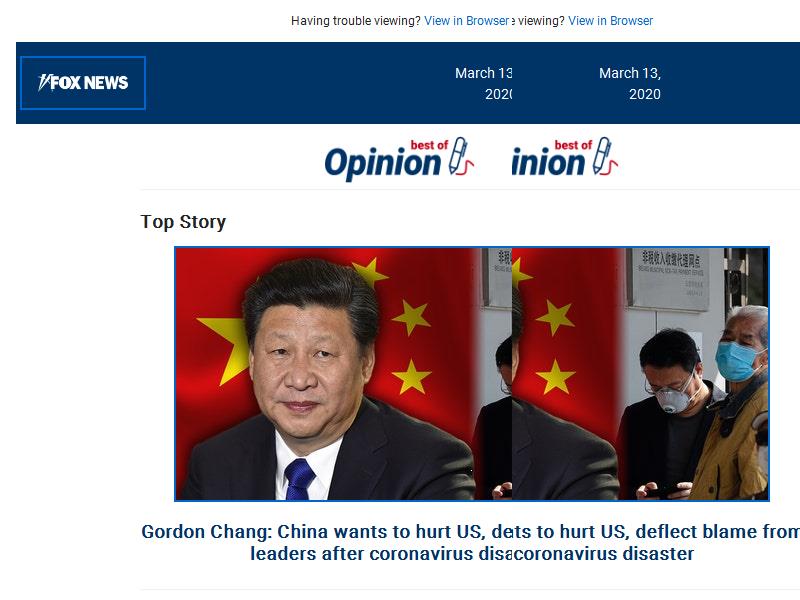 Having trouble viewing? View in Browser e viewing? View in Browser
FOX NEWS
March 13 March 13,
2020 2020
best of best of
Opinion inion
Top Story
非税 非税收入收缴代理网点
Gordon Chang: China wants to hurt US, dets to hurt US, deflect blame from
leaders after coronavirus disacoronavirus disaster